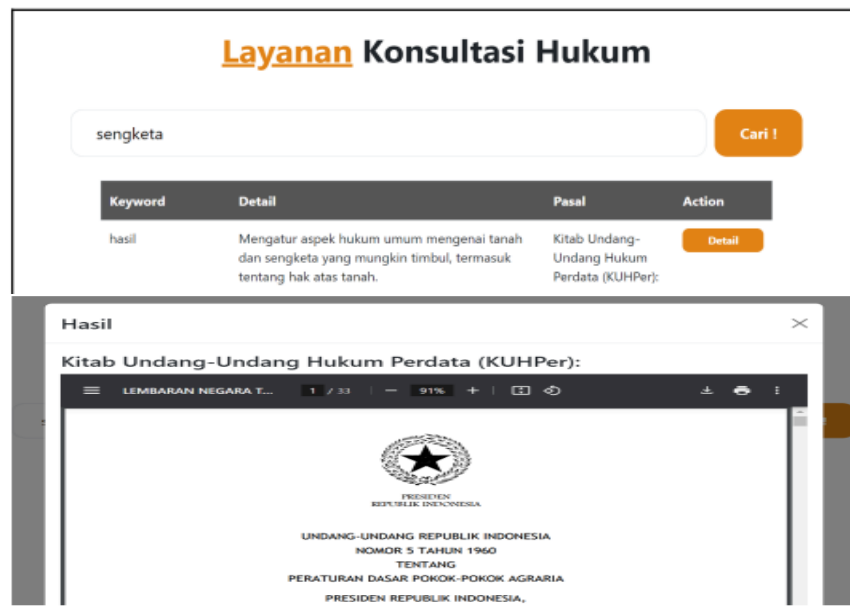 Layanan Konsultasi Hukum
sengketa
Cari !
Keyword Detail Pasal Action
hasil Mengatur aspek hukum umum mengenai tanah Kitab Undang- Detail
dan sengketa yang mungkin timbul, termasuk Undang Hukum
tentang hak atas tanah. Perdata (KUHPer):
Hasil
Kitab Undang-Undang Hukum Perdata (KUHPer):
LEMBARAN NEGARA T... 1 / 33 91%
PRESIDEN
REPUBLIK INDONESIA
UNDANG-UNDANG REPUBLIK INDONESIA
NOMOR 5 TAHUN 1960
TENTANG
PERATURAN DASAR POKOK-POKOK AGRARIA
PRESIDEN REPUBLIK INDONESIA,